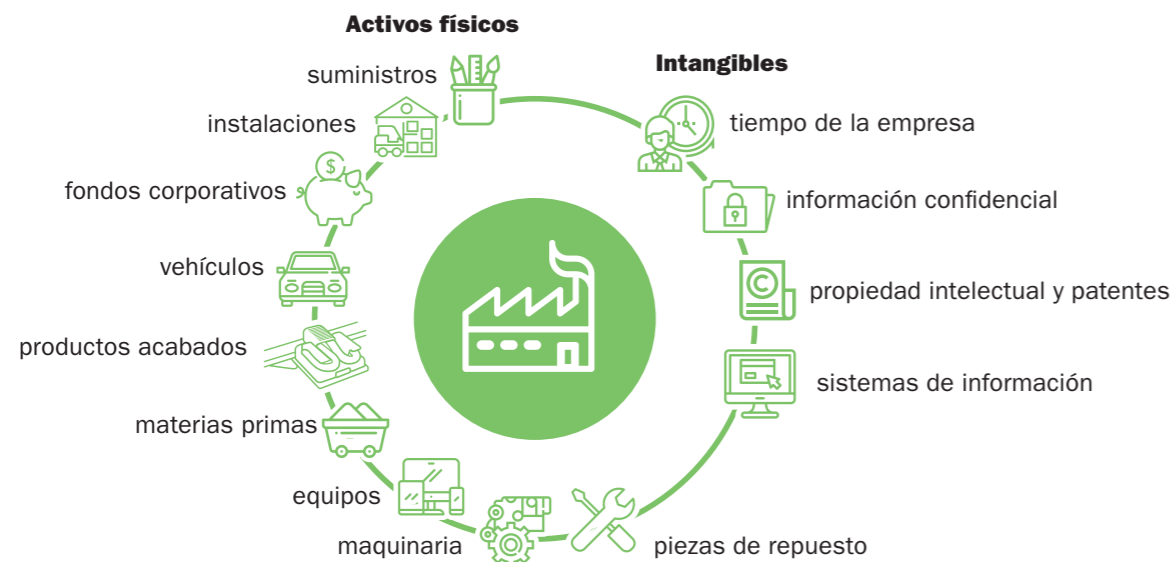 Activos físicos
suministros
instalaciones
fondos corporativos
vehículos
productos acabados
materias primas
equipos
maquinaria
piezas de repuesto
Intangibles
tiempo de la empresa
información confidencial
propiedad intelectual y patentes
sistemas de información
$
C